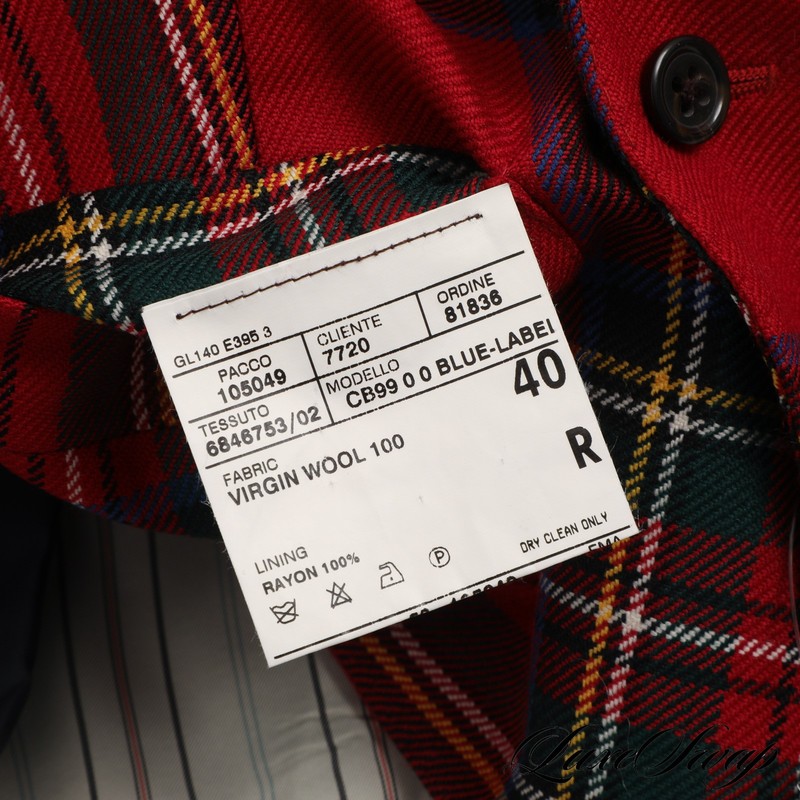 GL140 E395 3
PACCO
105049
CLIENTE
7720
ORDINE
81836
TESSUTO
6846753/02
MODELLO
CB99 0 0 BLUE-LABEL
40
R
FABRIC
VIRGIN WOOL 100
LINING
RAYON 100%
P
DRY CLEAN ONLY
LuxeSwap